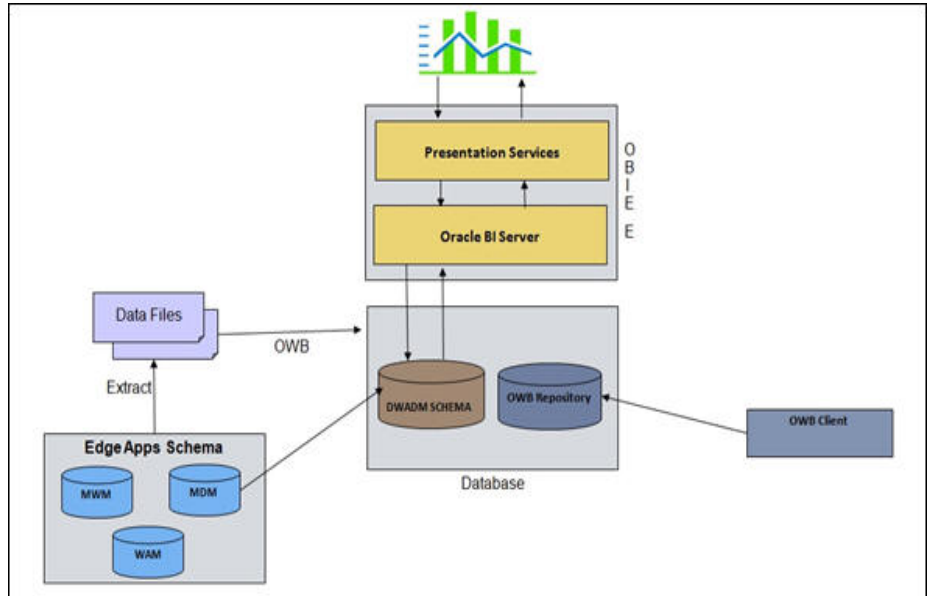 Presentation Services
Oracle BI Server
O
B
I
E
E
Data Files
OWB
Extract
DWADM SCHEMA
OWB Repository
OWB Client
Database
Edge Apps Schema
MWM
MDM
WAM